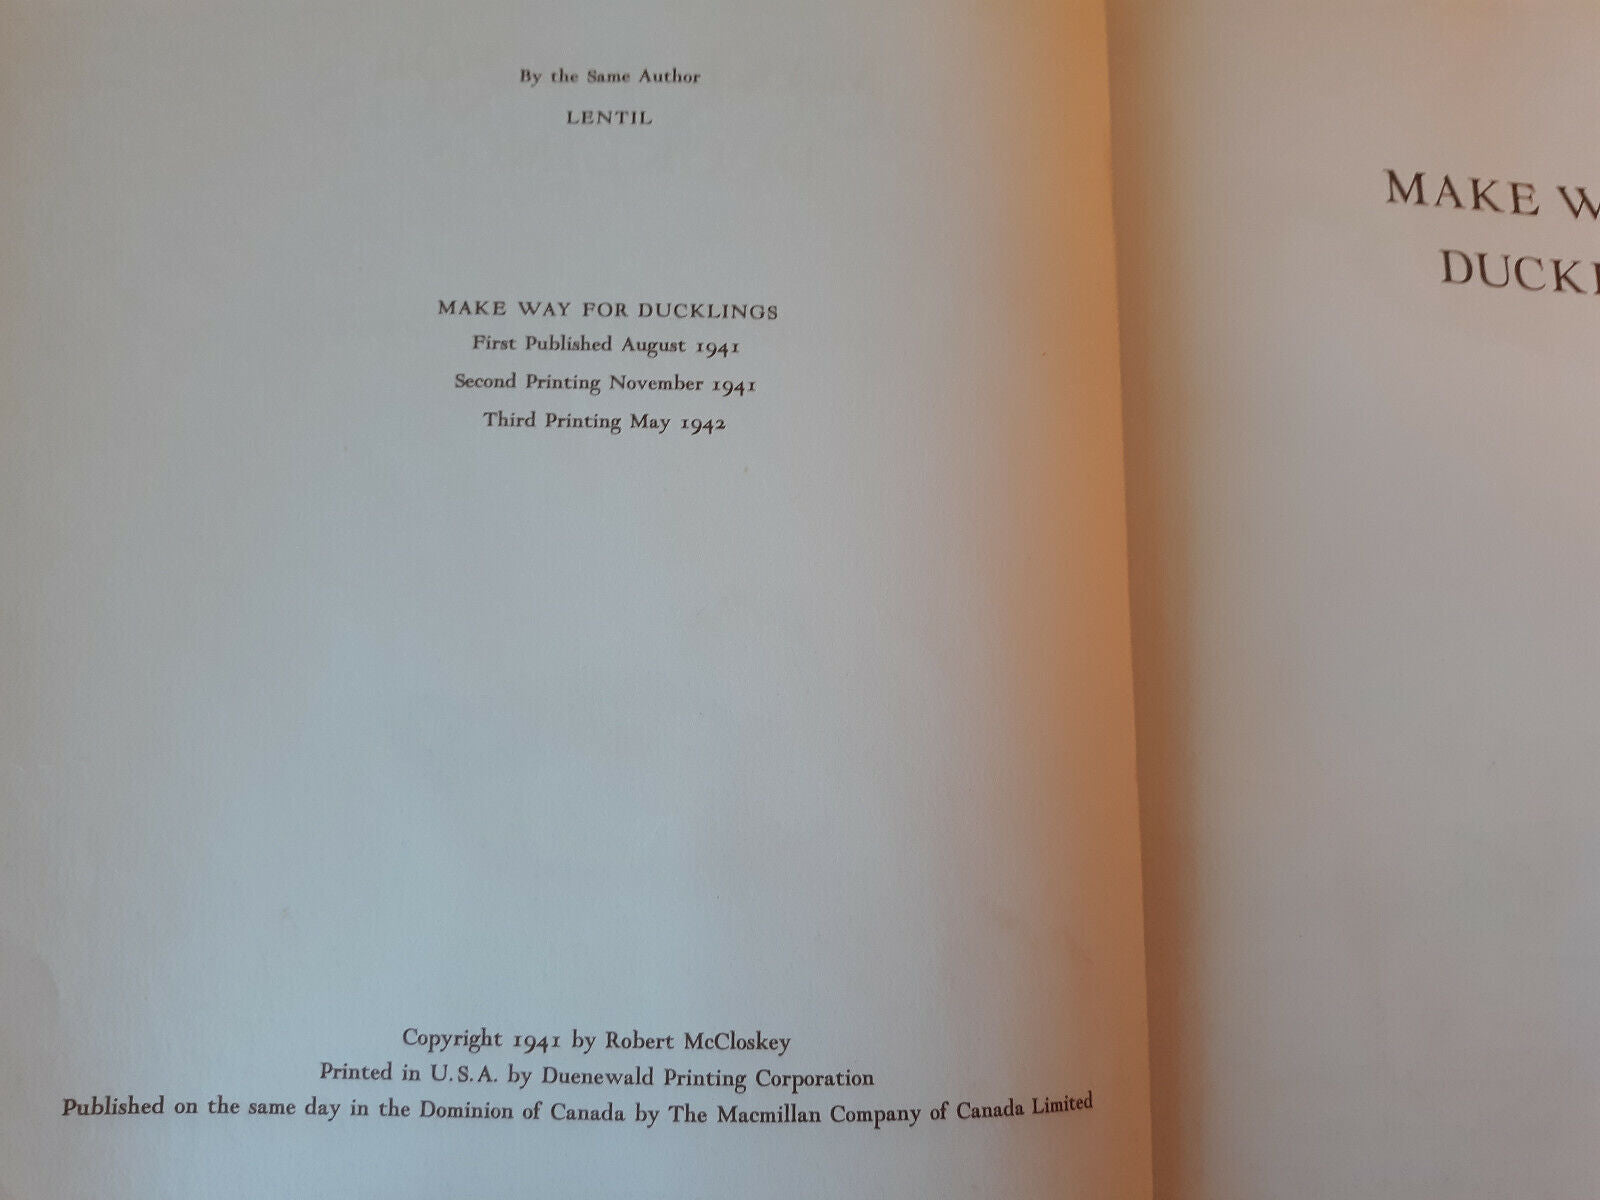 By the Same Author
LENTIL
MAKE WAY FOR DUCKLINGS
First Published August 1941
Second Printing November 1941
Third Printing May 1942
Copyright 1941 by Robert McCloskey
Printed in U.S.A. by Duenewald Printing Corporation
Published on the same day in the Dominion of Canada by The Macmillan Company of Canada Limited
MAKE W
DUCKL